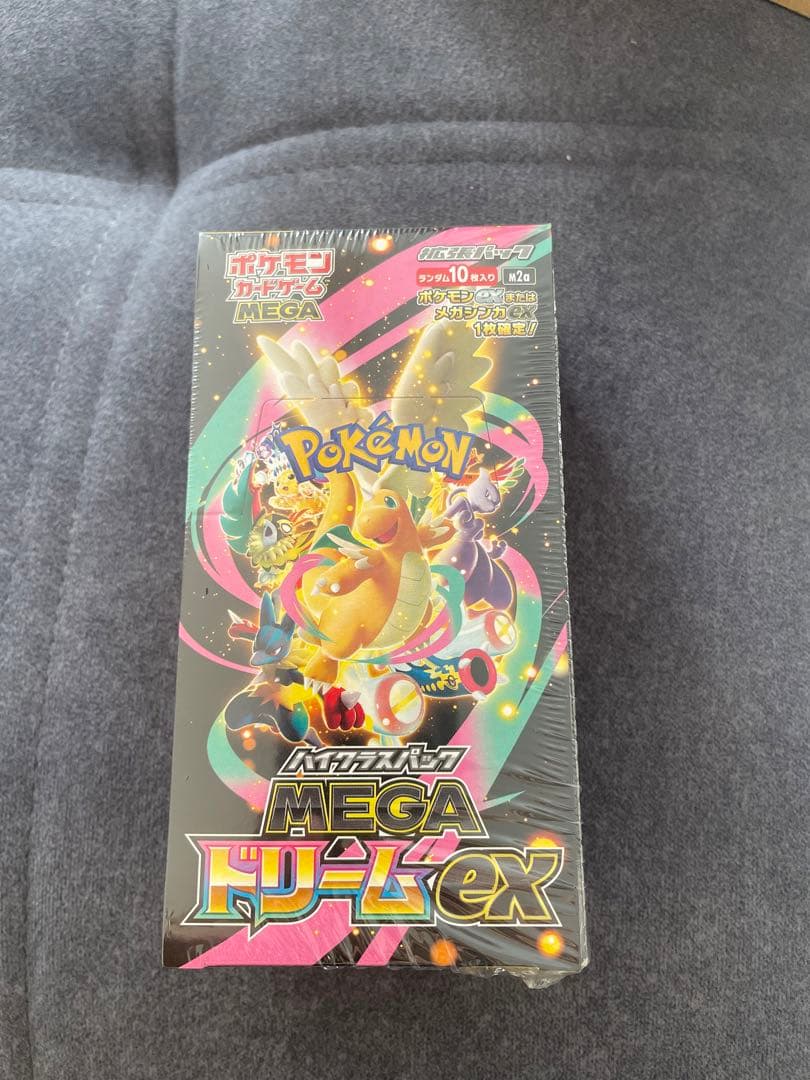 ポケモン
カードゲーム
MEGA
拡張パック
ランダム10枚入り
M2a
ポケモンexまたは
メガシンカex
1枚確定!
POKéMON
TM
ハイクラスパック
MEGA
ドリームex